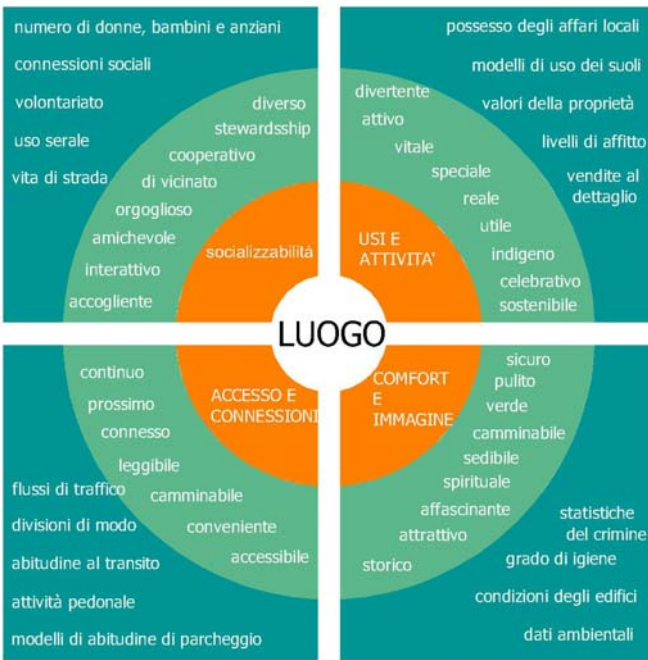 numero di donne, bambini e anziani
connessioni sociali
volontariato
uso serale
vita di strada
diverso
stewardsship
cooperativo
di vicinato
orgoglioso
amichevole
interattivo
accogliente
socializzabilità
possesso degli affari locali
modelli di uso dei suoli
valori della proprietà
livelli di affitto
vendite al
dettaglio
divertente
attivo
vitale
speciale
reale
utile
indigeno
celebrativo
sostenibile
USI E
ATTIVITA'
LUOGO
ACCESSO E
CONNESSIONI
continuo
prossimo
connesso
leggibile
camminabile
conveniente
accessibile
flussi di traffico
divisioni di modo
abitudine al transito
attività pedonale
modelli di abitudine di parcheggio
COMFORT
E
IMMAGINE
sicuro
pulito
verde
camminabile
sedibile
spirituale
affascinante
attrattivo
storico
statistiche
del crimine
grado di igiene
condizioni degli edifici
dati ambientali